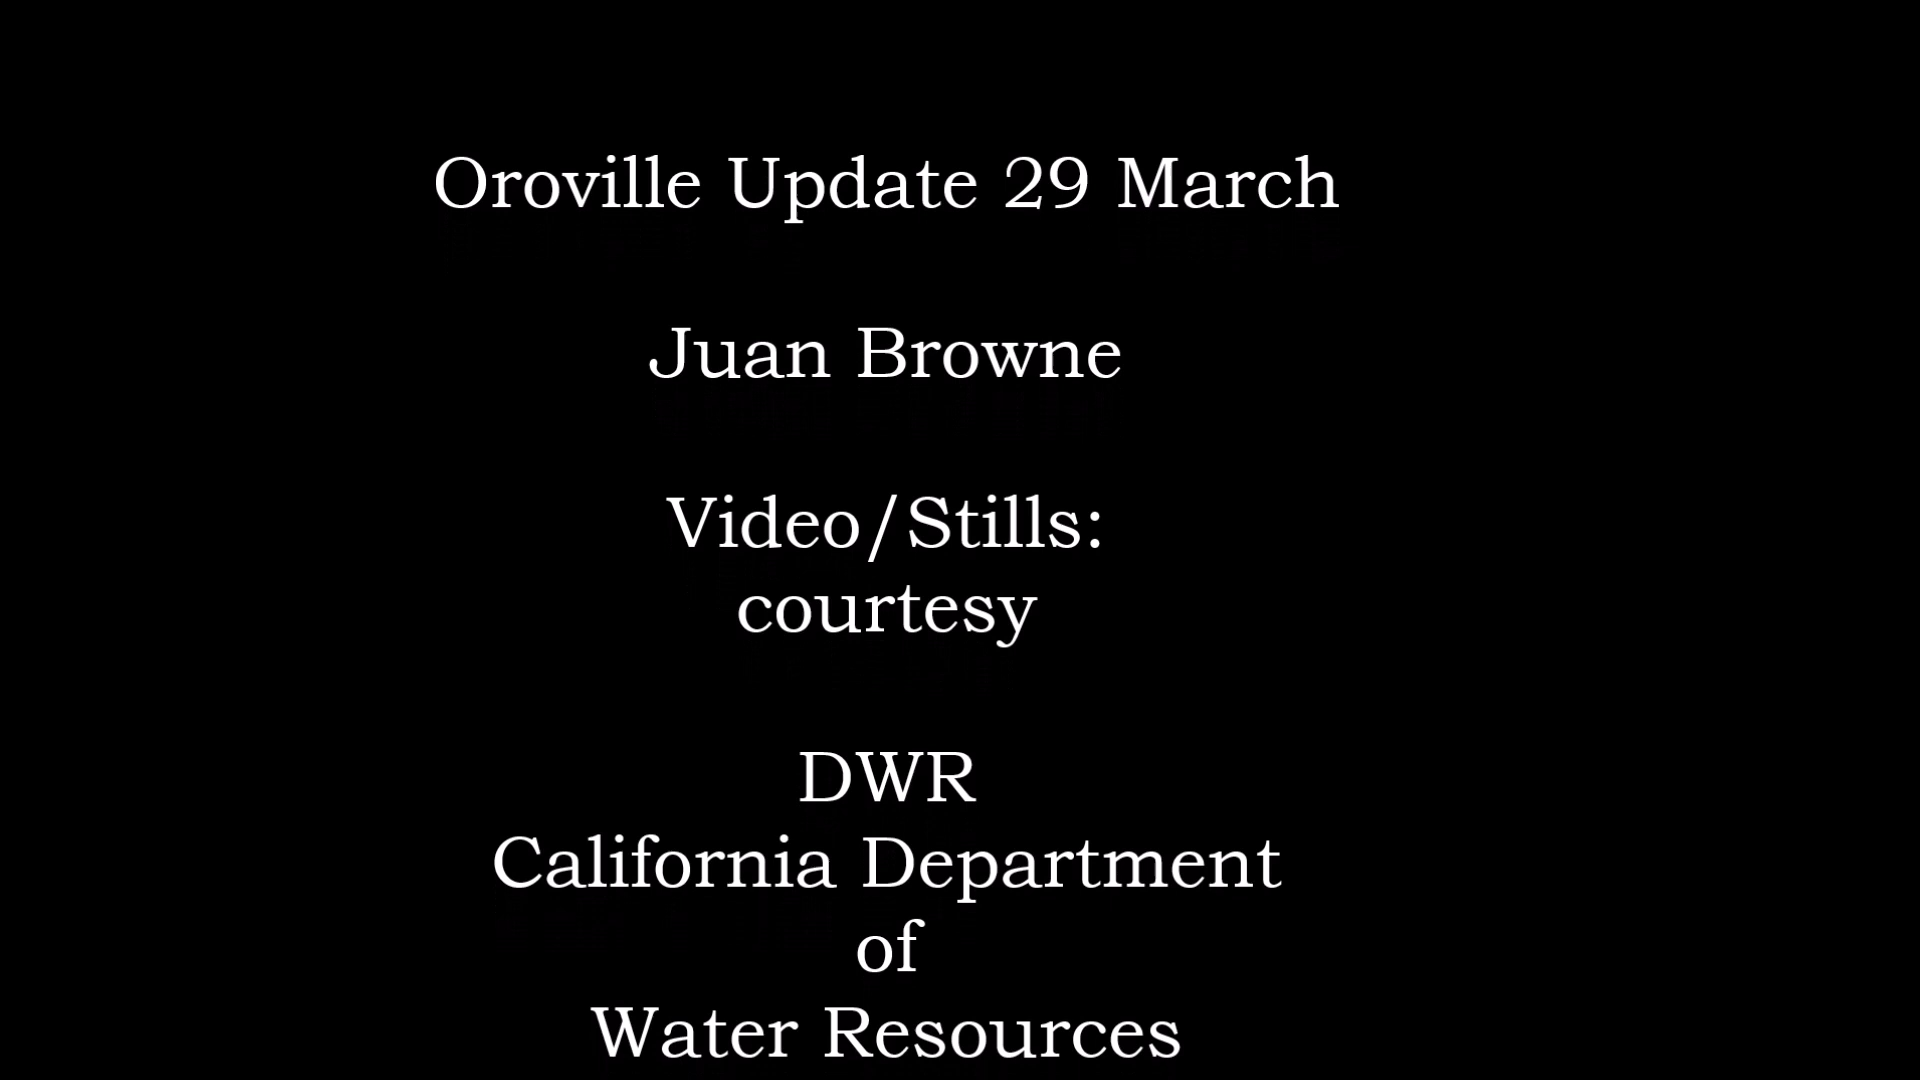 Oroville Update 29 March
Juan Browne
Video/Stills:
courtesy
DWR
California Department
of
Water Resources